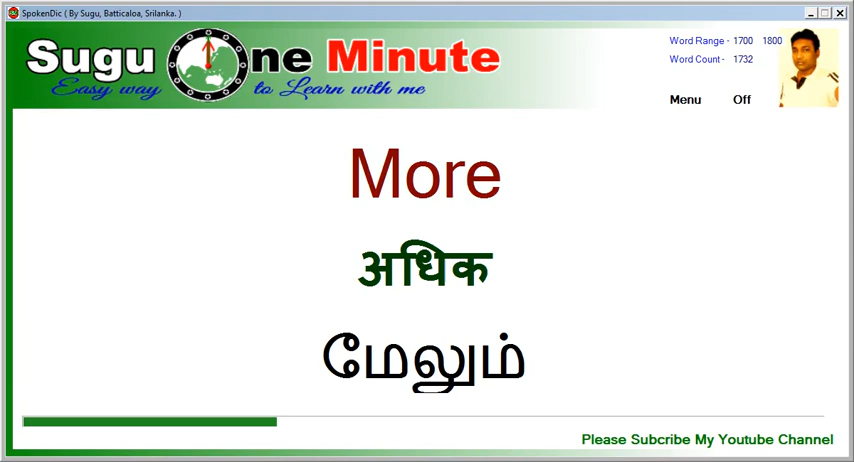 SpokenDic ( By Sugu, Batticaloa, Srilanka. )
Sugu One Minute
Easy way to Learn with me
Word Range - 1700 1800
Word Count - 1732
Menu Off
More
अधिक
மேலும்
Please Subcribe My Youtube Channel